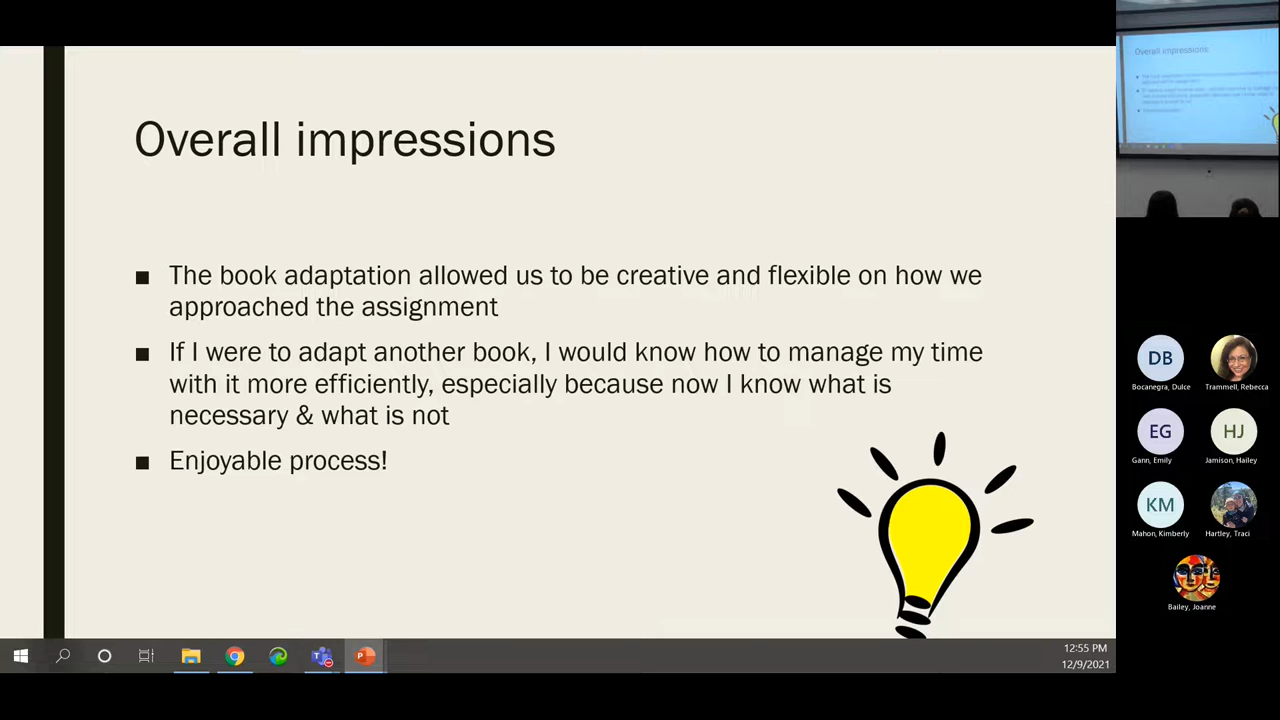 Overall impressions
■ The book adaptation allowed us to be creative and flexible on how we
approached the assignment
■ If I were to adapt another book, I would know how to manage my time
with it more efficiently, especially because now I know what is
necessary & what is not
■ Enjoyable process!
12:55 PM
12/9/2021
Overall impressions
DB
Bocanegra, Dulce
Trammell, Rebecca
EG
Gann, Emily
HJ
Jamison, Hailey
KM
Mahon, Kimberly
Hartley, Traci
Bailey, Joanne